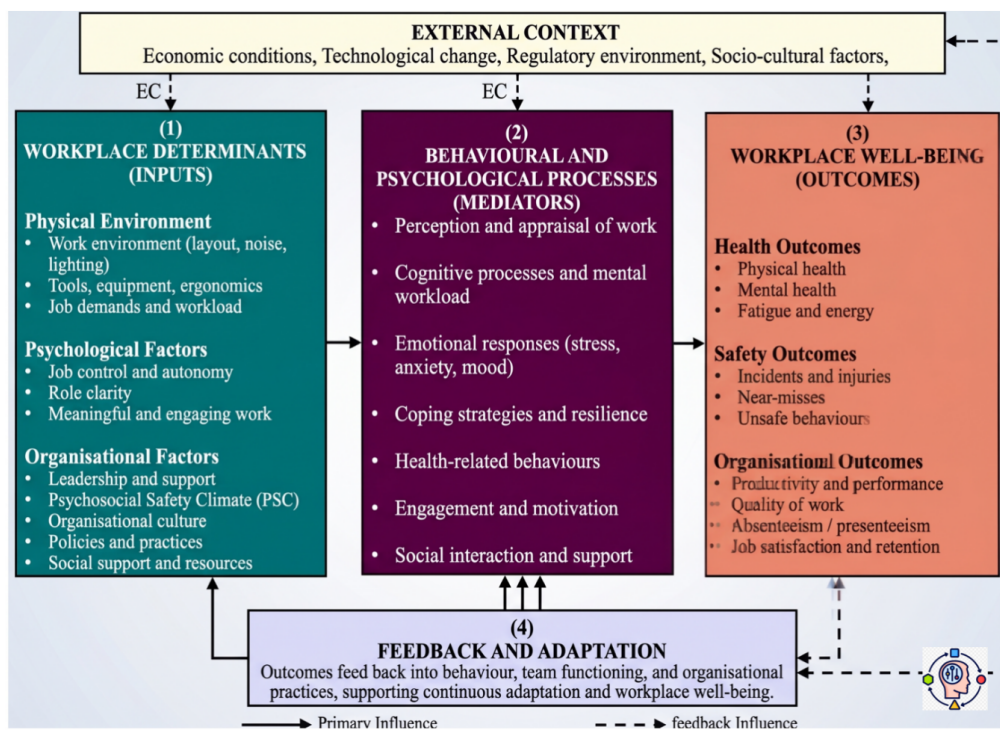 EXTERNAL CONTEXT
Economic conditions, Technological change, Regulatory environment, Socio-cultural factors,
EC
EC
(1)
WORKPLACE DETERMINANTS
(INPUTS)
Physical Environment
• Work environment (layout, noise,
lighting)
• Tools, equipment, ergonomics
• Job demands and workload
Psychological Factors
• Job control and autonomy
• Role clarity
• Meaningful and engaging work
Organisational Factors
• Leadership and support
• Psychosocial Safety Climate (PSC)
• Organisational culture
• Policies and practices
• Social support and resources
(2)
BEHAVIOURAL AND
PSYCHOLOGICAL PROCESSES
(MEDIATORS)
• Perception and appraisal of work
• Cognitive processes and mental
workload
• Emotional responses (stress,
anxiety, mood)
• Coping strategies and resilience
• Health-related behaviours
• Engagement and motivation
• Social interaction and support
(3)
WORKPLACE WELL-BEING
(OUTCOMES)
Health Outcomes
• Physical health
• Mental health
• Fatigue and energy
Safety Outcomes
• Incidents and injuries
• Near-misses
• Unsafe behaviours
Organisational Outcomes
• Productivity and performance
• Quality of work
• Absenteeism / presenteeism
• Job satisfaction and retention
(4)
FEEDBACK AND ADAPTATION
Outcomes feed back into behaviour, team functioning, and organisational
practices, supporting continuous adaptation and workplace well-being.
Primary Influence
feedback Influence